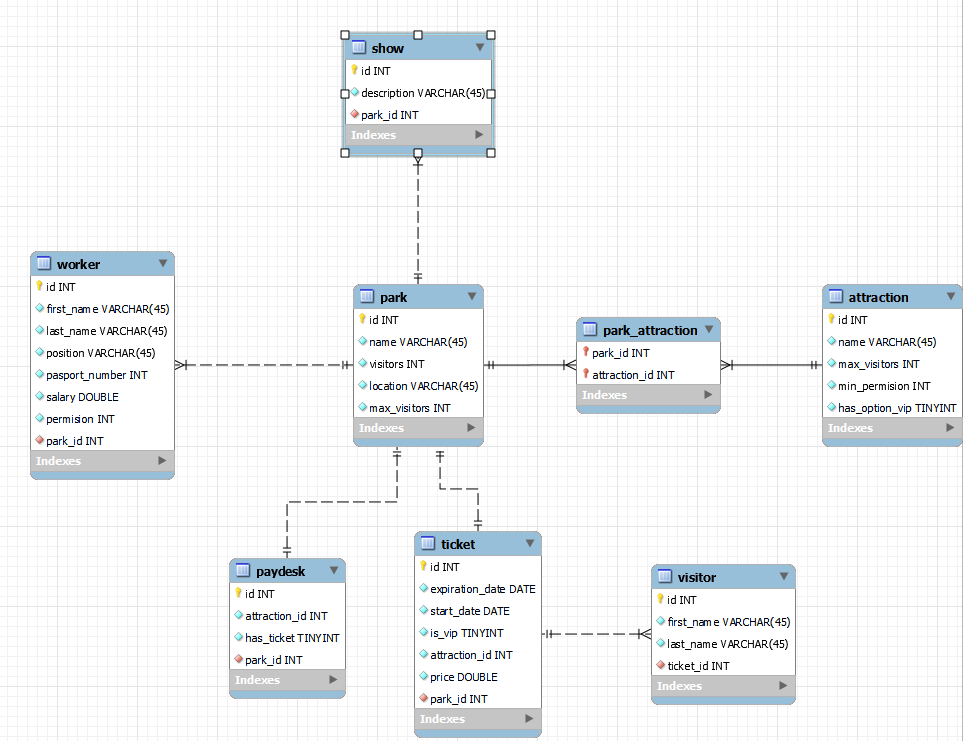 show
id INT
description VARCHAR(45)
park_id INT
Indexes
worker
id INT
first_name VARCHAR(45)
last_name VARCHAR(45)
position VARCHAR(45)
pasport_number INT
salary DOUBLE
permision INT
park_id INT
Indexes
park
id INT
name VARCHAR(45)
visitors INT
location VARCHAR(45)
max_visitors INT
Indexes
park_attraction
park_id INT
attraction_id INT
Indexes
attraction
id INT
name VARCHAR(45)
max_visitors INT
min_permision INT
has_option_vip TINYINT
Indexes
paydesk
id INT
attraction_id INT
has_ticket TINYINT
park_id INT
Indexes
ticket
id INT
expiration_date DATE
start_date DATE
is_vip TINYINT
attraction_id INT
price DOUBLE
park_id INT
Indexes
visitor
id INT
first_name VARCHAR(45)
last_name VARCHAR(45)
ticket_id INT
Indexes